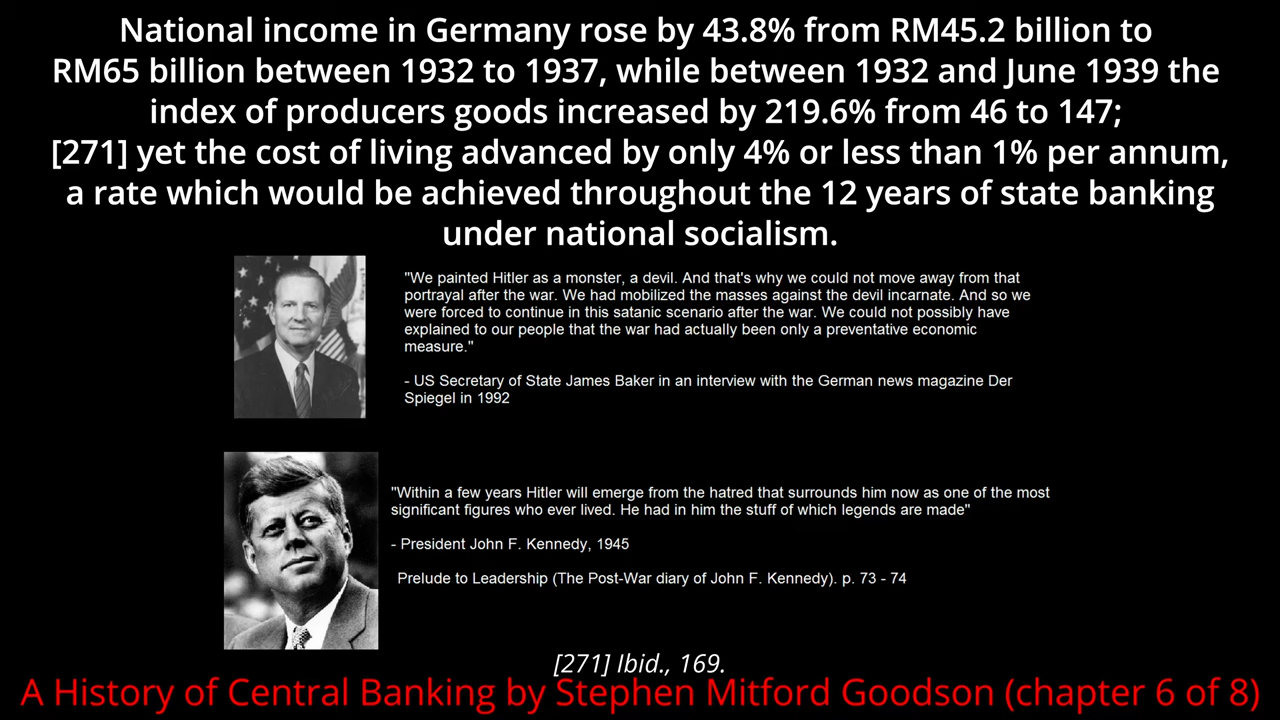 National income in Germany rose by 43.8% from RM45.2 billion to
RM65 billion between 1932 to 1937, while between 1932 and June 1939 the
index of producers goods increased by 219.6% from 46 to 147;
[271] yet the cost of living advanced by only 4% or less than 1% per annum,
a rate which would be achieved throughout the 12 years of state banking
under national socialism.
"We painted Hitler as a monster, a devil. And that's why we could not move away from that
portrayal after the war. We had mobilized the masses against the devil incarnate. And so we
were forced to continue in this satanic scenario after the war. We could not possibly have
explained to our people that the war had actually been only a preventative economic
measure."
- US Secretary of State James Baker in an interview with the German news magazine Der
Spiegel in 1992
"Within a few years Hitler will emerge from the hatred that surrounds him now as one of the most
significant figures who ever lived. He had in him the stuff of which legends are made"
- President John F. Kennedy, 1945
Prelude to Leadership (The Post-War diary of John F. Kennedy). p. 73 - 74
[271] Ibid., 169.
A History of Central Banking by Stephen Mitford Goodson (chapter 6 of 8)